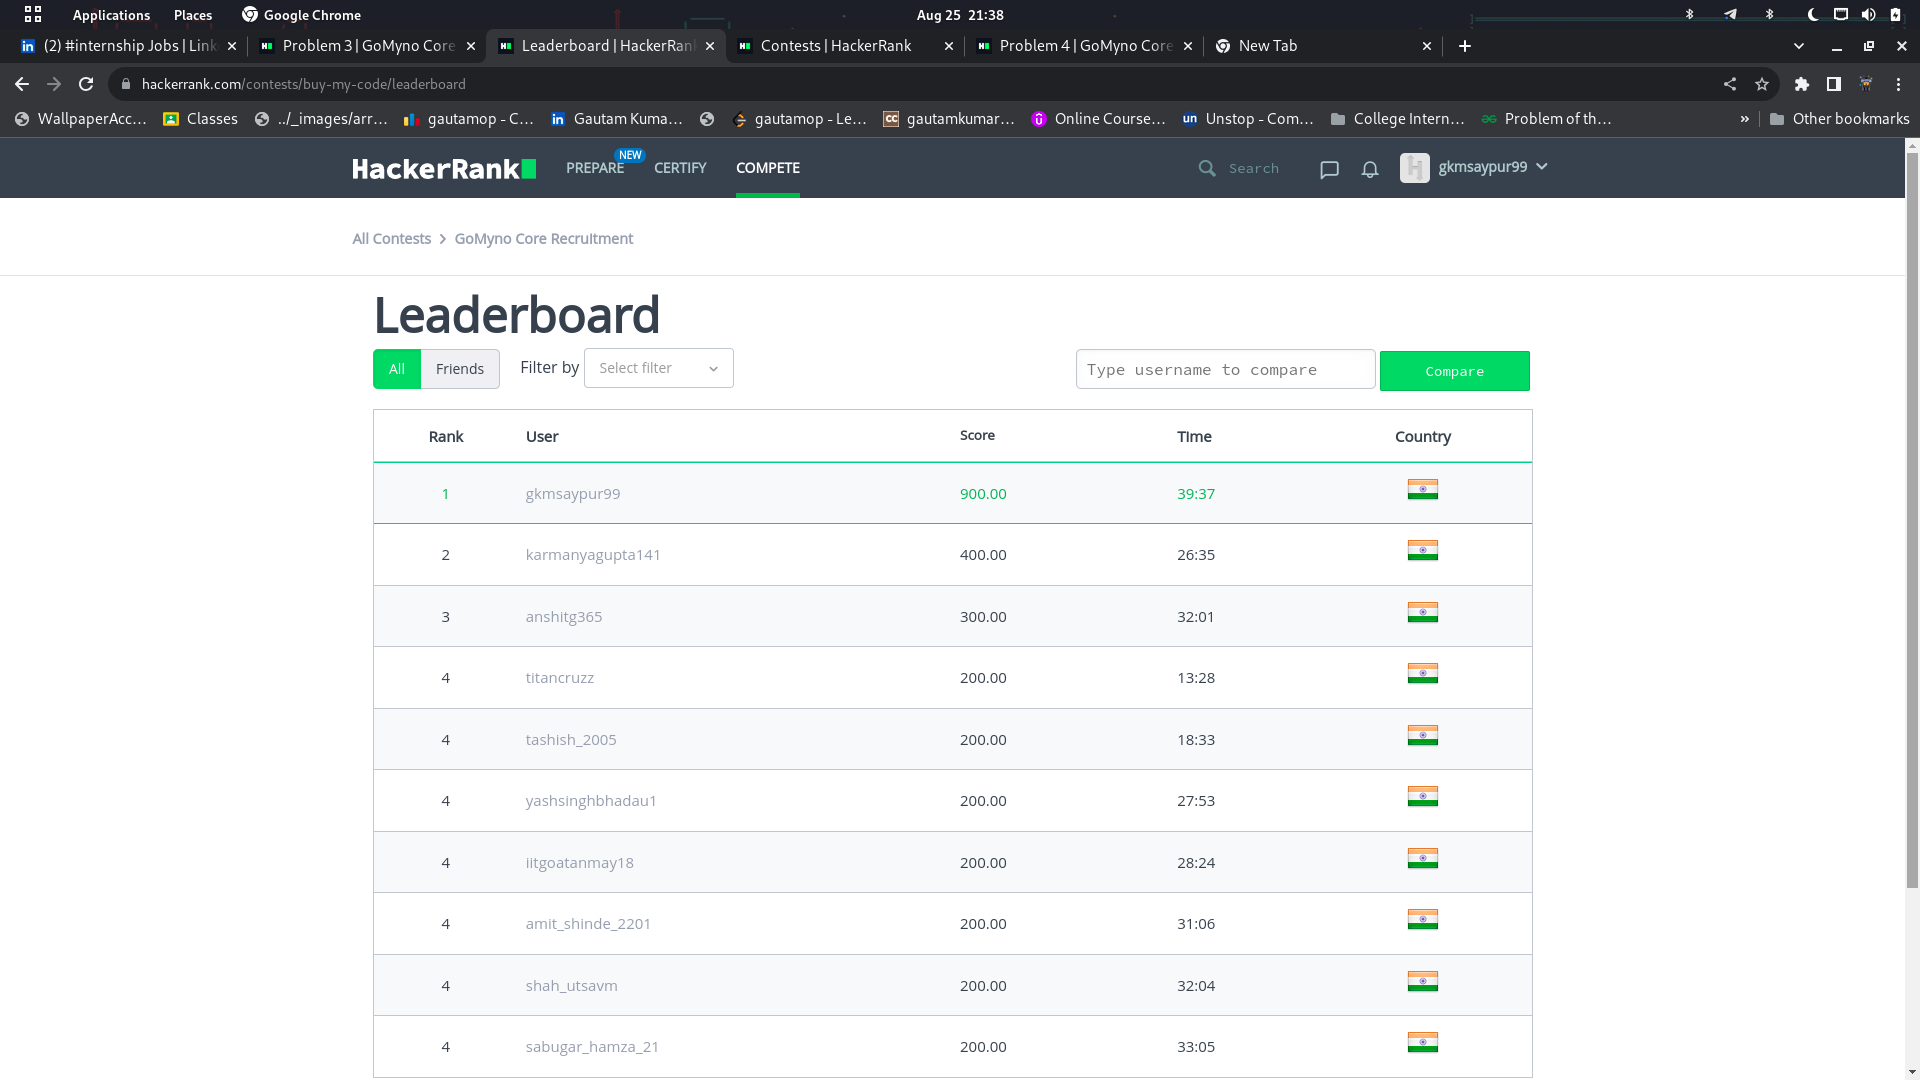 Applications Places Google Chrome Aug 25 21:38
(2) #internship Jobs | Link Problem 3 | GoMyno Core Leaderboard | HackerRan Contests | HackerRank Problem 4 | GoMyno Core New Tab
hackerrank.com/contests/buy-my-code/leaderboard
WallpaperAcc… Classes ../_images/arr… gautamop - C… Gautam Kuma… gautamop - Le… gautamkumar… Online Course… Unstop - Com… College Intern… Problem of th… » Other bookmarks
HackerRank PREPARE NEW CERTIFY COMPETE Search gkmsaypur99
All Contests > GoMyno Core Recruitment
Leaderboard
All Friends Filter by Select filter Type username to compare Compare
Rank User Score Time Country
1 gkmsaypur99 900.00 39:37
2 karmanyagupta141 400.00 26:35
3 anshitg365 300.00 32:01
4 titancruzz 200.00 13:28
4 tashish_2005 200.00 18:33
4 yashsinghbhadau1 200.00 27:53
4 iitgoatanmay18 200.00 28:24
4 amit_shinde_2201 200.00 31:06
4 shah_utsavm 200.00 32:04
4 sabugar_hamza_21 200.00 33:05